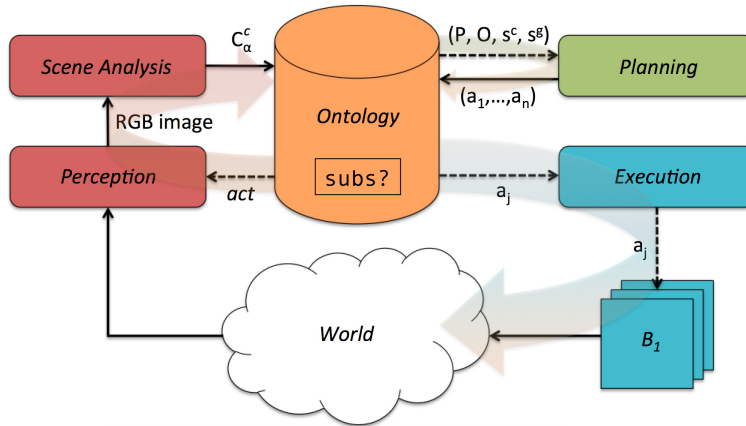 Scene Analysis
C_α^c
(P, O, s^c, s^g)
Planning
(a_1,…,a_n)
RGB image
Ontology
Perception
act
subs?
a_j
Execution
a_j
World
B_1